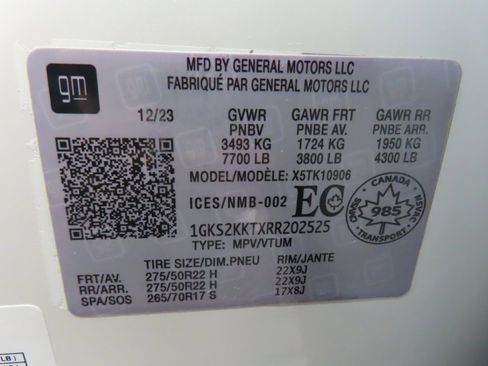 MFD BY GENERAL MOTORS LLC
FABRIQUÉ PAR GENERAL MOTORS LLC
gm
12/23 GVWR GAWR FRT GAWR RR
PNBV PNBE AV. PNBE ARR.
3493 KG 1724 KG 1950 KG
7700 LB 3800 LB 4300 LB
MODEL/MODÈLE: X5TK10906
ICES/NMB-002 EC
CANADA
CMVSS NSVAC
985
TRANSPORT
1GKS2KKTXRR202525
TYPE: MPV/VTUM
TIRE SIZE/DIM.PNEU RIM/JANTE
FRT/AV. 275/50R22 H 22X9J
RR/ARR. 275/50R22 H 22X9J
SPA/SOS 265/70R17 S 17X8J
LB )